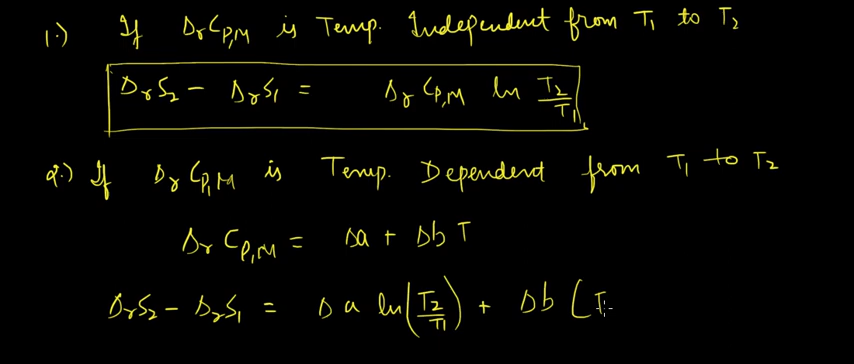 1.) If ΔrCP,M is Temp. Independent from T1 to T2
ΔrS2 - ΔrS1 = ΔrCP,M ln T2/T1
2.) If ΔrCP,M is Temp. Dependent from T1 to T2
ΔrCP,M = Δa + Δb T
ΔrS2 - ΔrS1 = Δa ln(T2/T1) + Δb (T